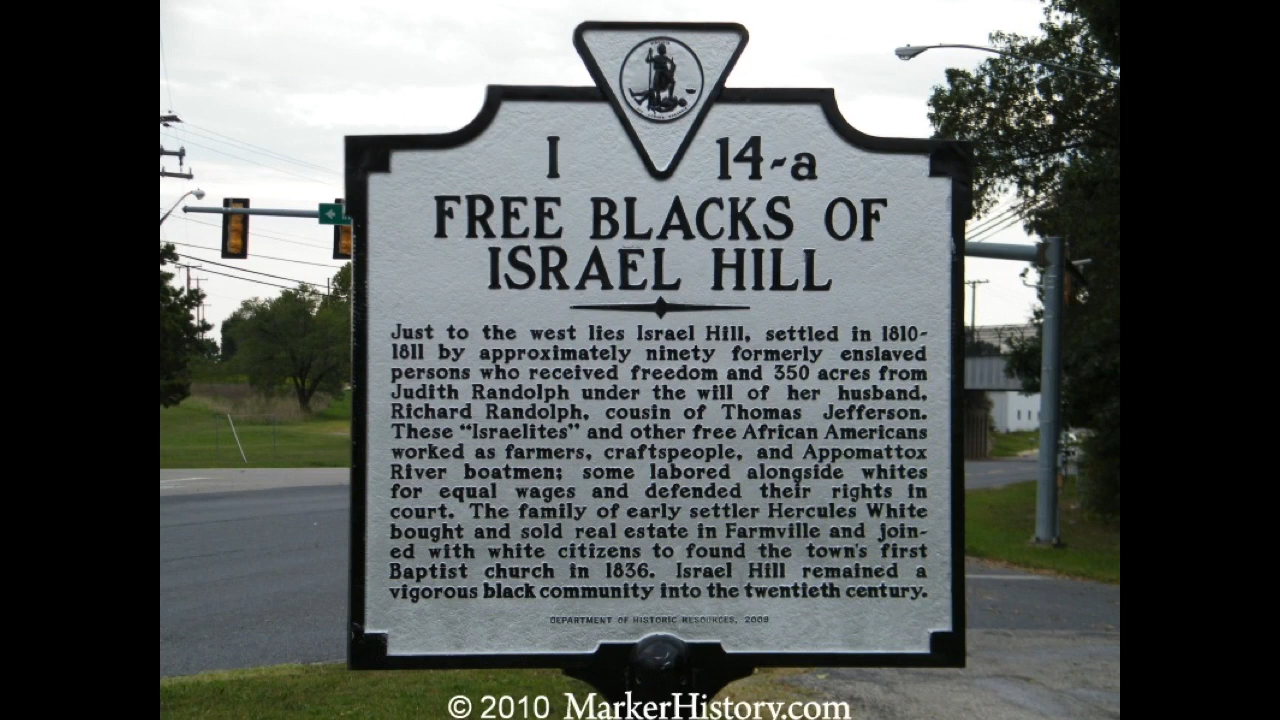 I 14-a
FREE BLACKS OF
ISRAEL HILL
Just to the west lies Israel Hill, settled in 1810-
1811 by approximately ninety formerly enslaved
persons who received freedom and 350 acres from
Judith Randolph under the will of her husband,
Richard Randolph, cousin of Thomas Jefferson.
These “Israelites” and other free African Americans
worked as farmers, craftspeople, and Appomattox
River boatmen; some labored alongside whites
for equal wages and defended their rights in
court. The family of early settler Hercules White
bought and sold real estate in Farmville and join-
ed with white citizens to found the town's first
Baptist church in 1836. Israel Hill remained a
vigorous black community into the twentieth century.
DEPARTMENT OF HISTORIC RESOURCES, 2009
© 2010 MarkerHistory.com